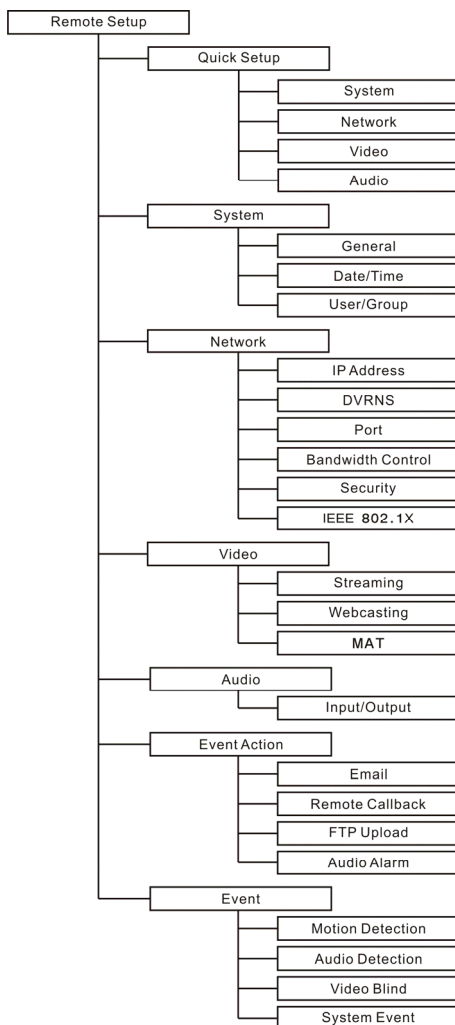 Remote Setup
Quick Setup
System
Network
Video
Audio
System
General
Date/Time
User/Group
Network
IP Address
DVRNS
Port
Bandwidth Control
Security
IEEE 802.1X
Video
Streaming
Webcasting
MAT
Audio
Input/Output
Event Action
Email
Remote Callback
FTP Upload
Audio Alarm
Event
Motion Detection
Audio Detection
Video Blind
System Event